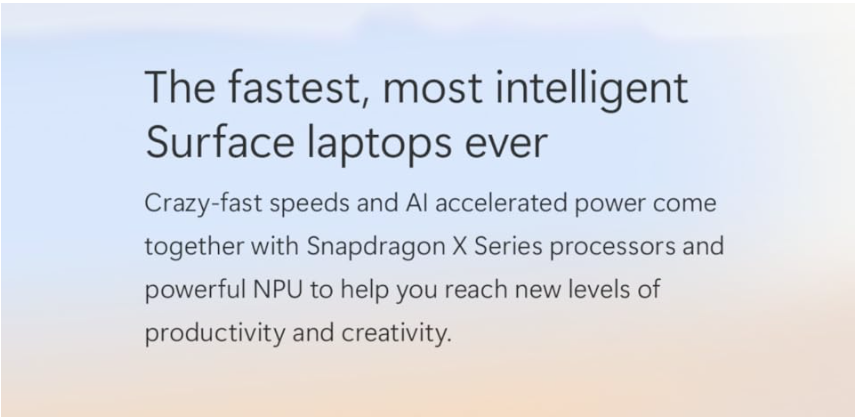 The fastest, most intelligent
Surface laptops ever
Crazy-fast speeds and AI accelerated power come
together with Snapdragon X Series processors and
powerful NPU to help you reach new levels of
productivity and creativity.